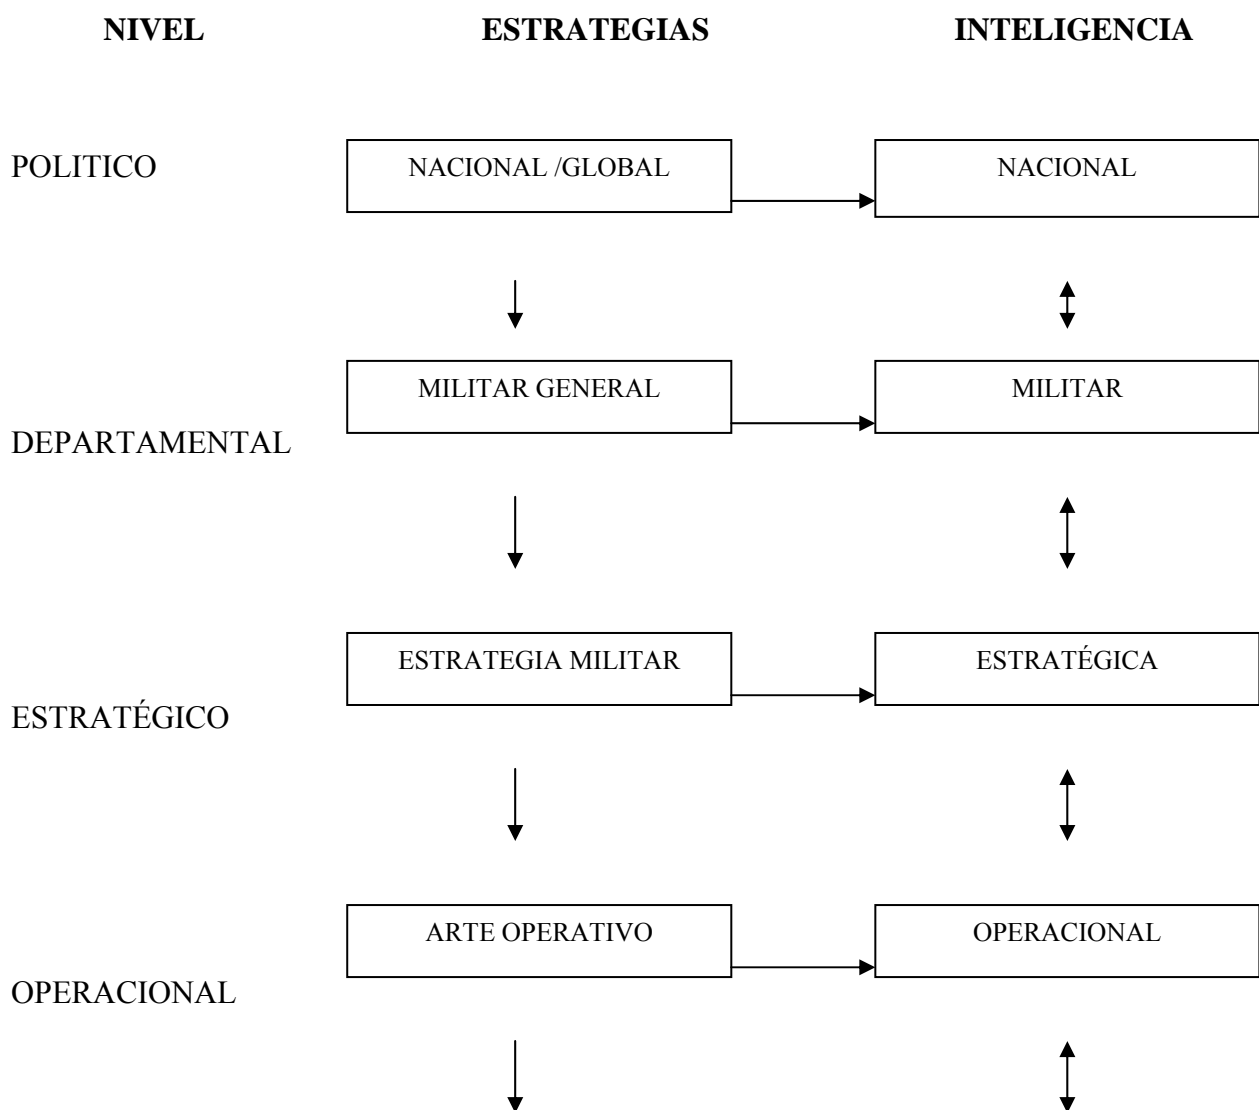 NIVEL ESTRATEGIAS INTELIGENCIA
POLITICO NACIONAL /GLOBAL NACIONAL
MILITAR GENERAL MILITAR
DEPARTAMENTAL
ESTRATEGIA MILITAR ESTRATÉGICA
ESTRATÉGICO
ARTE OPERATIVO OPERACIONAL
OPERACIONAL